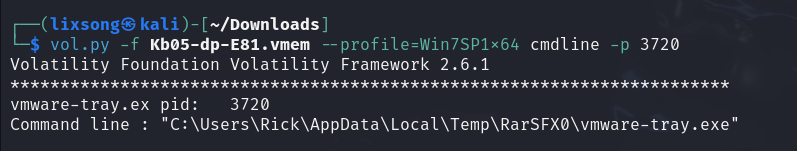 ┌──(lixsong㉿kali)-[~/Downloads]
└─$ vol.py -f Kb05-dp-E81.vmem --profile=Win7SP1×64 cmdline -p 3720
Volatility Foundation Volatility Framework 2.6.1
************************************************************************
vmware-tray.ex pid:   3720
Command line : "C:\Users\Rick\AppData\Local\Temp\RarSFX0\vmware-tray.exe"